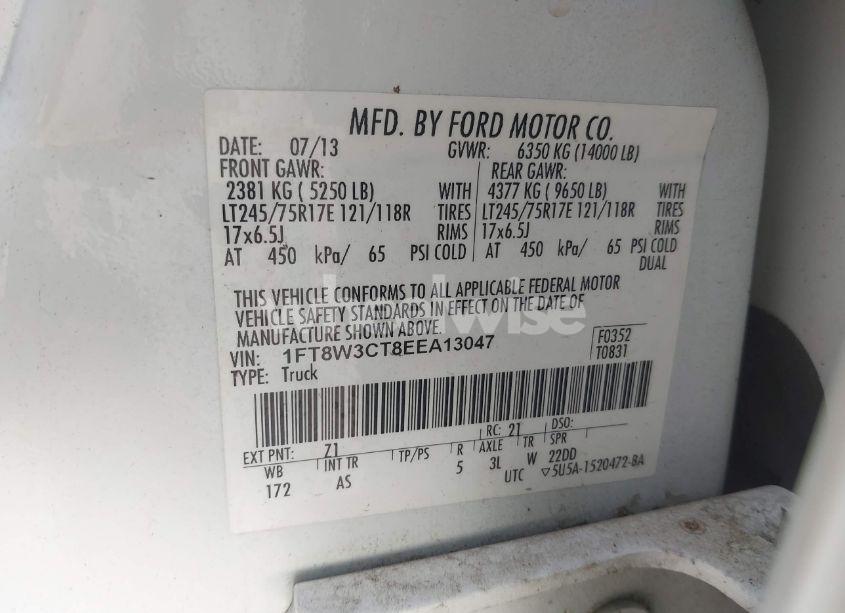 MFD. BY FORD MOTOR CO.
DATE: 07/13 GVWR: 6350 KG (14000 LB)
FRONT GAWR: REAR GAWR:
2381 KG ( 5250 LB) WITH 4377 KG ( 9650 LB) WITH
LT245/75R17E 121/118R TIRES LT245/75R17E 121/118R TIRES
17x6.5J RIMS 17x6.5J RIMS
AT 450 kPa/ 65 PSI COLD AT 450 kPa/ 65 PSI COLD
DUAL
THIS VEHICLE CONFORMS TO ALL APPLICABLE FEDERAL MOTOR
VEHICLE SAFETY STANDARDS IN EFFECT ON THE DATE OF
MANUFACTURE SHOWN ABOVE.
VIN: 1FT8W3CT8EEA13047 F0352
TYPE: Truck T0831
EXT PNT: Z1 RC: 21 DSO:
WB INT TR TP/PS R AXLE TR SPR
172 AS 5 3L W 22DD
UTC ▽5U5A-1520472-BA